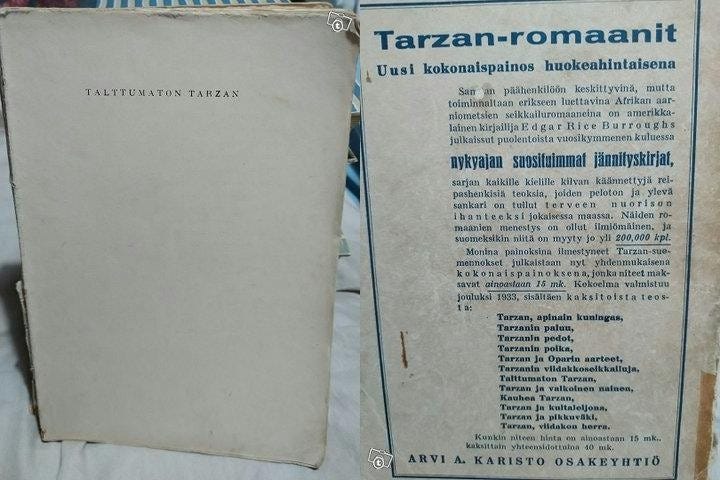 TALTTUMATON TARZAN
Tarzan-romaanit
Uusi kokonaispainos huokeahintaisena
Saman päähenkilöön keskittyvinä, mutta
toiminnaltaan erikseen luettavina Afrikan aar-
niometsien seikkailuromaaneina on amerikka-
lainen kirjailija Edgar Rice Burroughs
julkaissut puolentoista vuosikymmenen kuluessa
nykyajan suosituimmat jännityskirjat,
sarjan kaikille kielille kilvan käännettyjä rei-
pashenkisiä teoksia, joiden peloton ja ylevä
sankari on tullut terveen nuorison
ihanteeksi jokaisessa maassa. Näiden ro-
maanien menestys on ollut ilmiömäinen, ja
suomeksikin niitä on myyty jo yli 200,000 kpl.
Monina painoksina ilmestyneet Tarzan-suo-
mennokset julkaistaan nyt yhdenmukaisena
kokonaispainoksena, jonka niteet mak-
savat ainoastaan 15 mk. Kokoelma valmistuu
jouluksi 1933, sisältäen kaksitoista teos-
ta:
Tarzan, apinain kuningas,
Tarzanin paluu,
Tarzanin pedot,
Tarzanin poika,
Tarzan ja Oparin aarteet,
Tarzanin viidakkoseikkailuja,
Talttumaton Tarzan,
Tarzan ja valkoinen nainen,
Kauhea Tarzan,
Tarzan ja kultaleijona,
Tarzan ja pikkuväki,
Tarzan, viidakon herra.
Kunkin niteen hinta on ainoastaan 15 mk.,
kaksittain yhteensidottuina 40 mk.
ARVI A. KARISTO OSAKEYHTIÖ